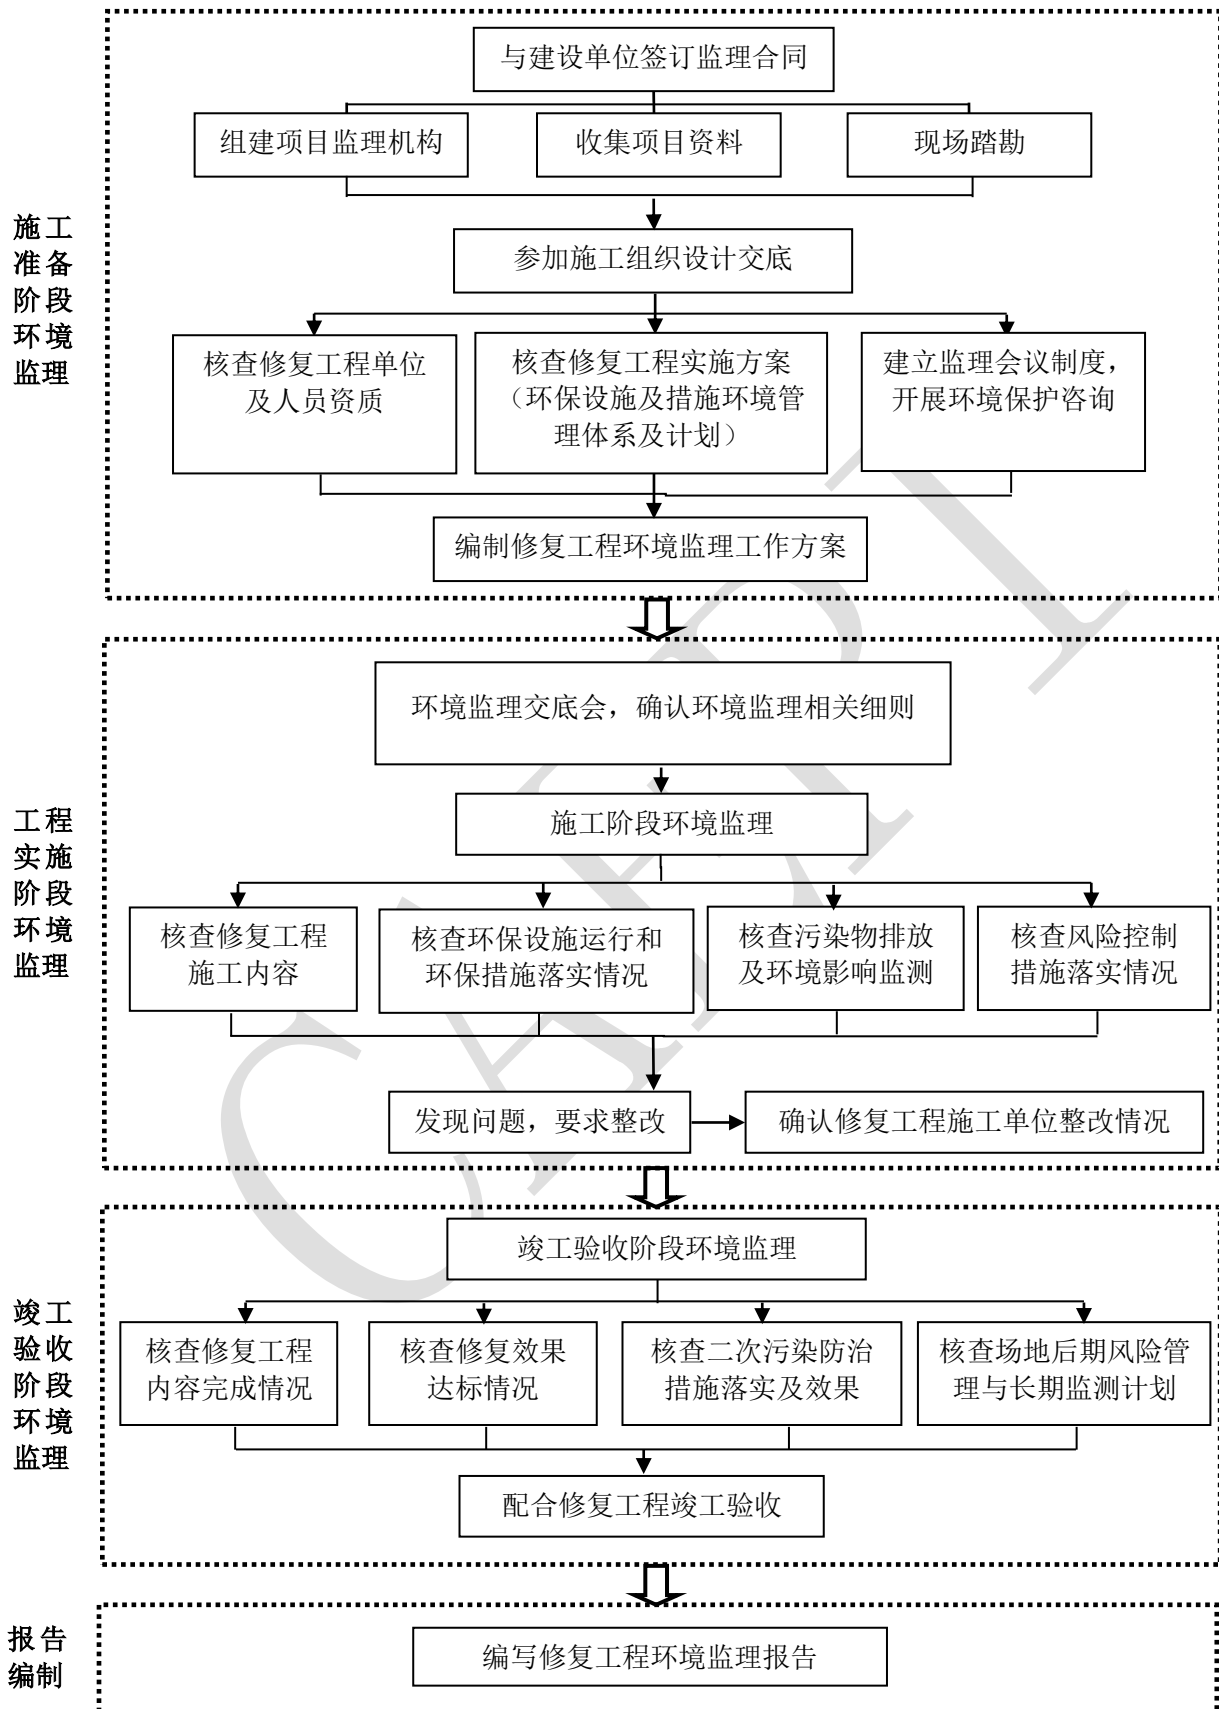 与建设单位签订监理合同
组建项目监理机构
收集项目资料
现场踏勘
施工
准备
阶段
环境
监理
参加施工组织设计交底
核查修复工程单位
及人员资质
核查修复工程实施方案
（环保设施及措施环境管
理体系及计划）
建立监理会议制度，
开展环境保护咨询
编制修复工程环境监理工作方案
环境监理交底会，确认环境监理相关细则
工程
实施
阶段
环境
监理
施工阶段环境监理
核查修复工程
施工内容
核查环保设施运行和
环保措施落实情况
核查污染物排放
及环境影响监测
核查风险控制
措施落实情况
发现问题，要求整改
确认修复工程施工单位整改情况
竣工验收阶段环境监理
竣工
验收
阶段
环境
监理
核查修复工程
内容完成情况
核查修复效果
达标情况
核查二次污染防治
措施落实及效果
核查场地后期风险管
理与长期监测计划
配合修复工程竣工验收
报告
编制
编写修复工程环境监理报告
CAEPI